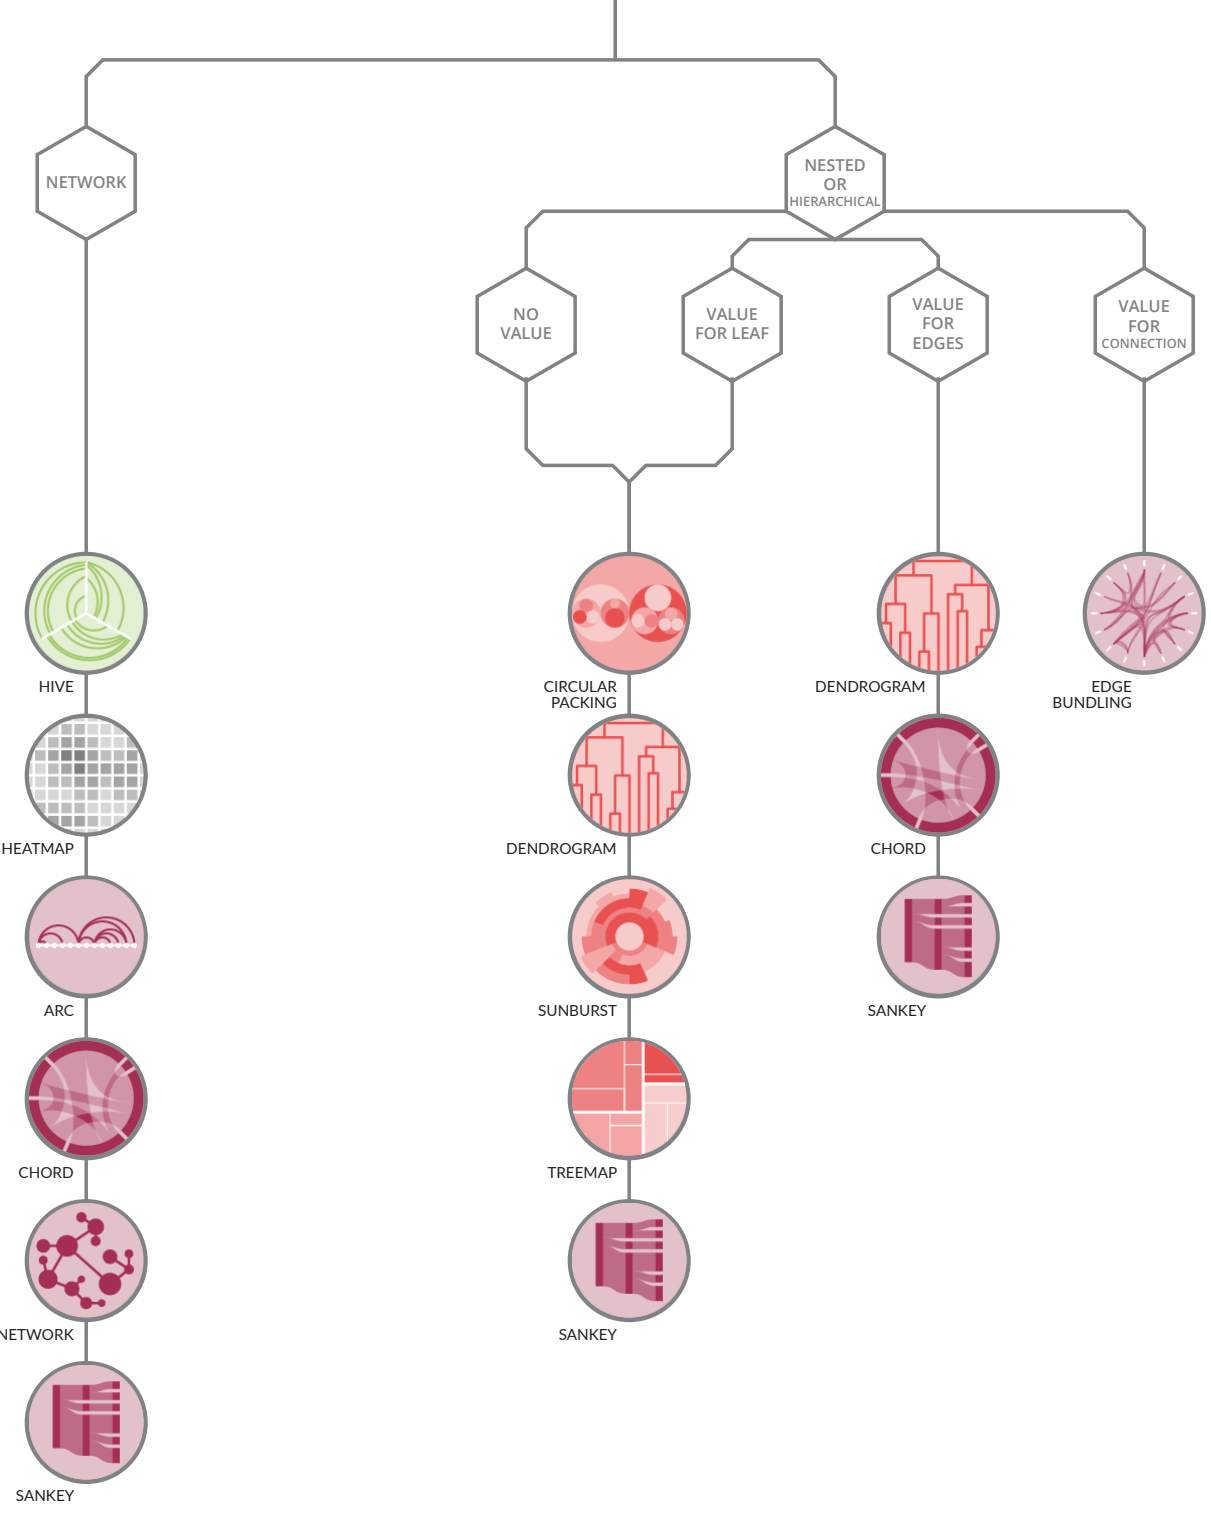 NETWORK
NESTED
OR
HIERARCHICAL
NO
VALUE
VALUE
FOR LEAF
VALUE
FOR
EDGES
VALUE
FOR
CONNECTION
HIVE
HEATMAP
ARC
CHORD
NETWORK
SANKEY
CIRCULAR
PACKING
DENDROGRAM
SUNBURST
TREEMAP
SANKEY
DENDROGRAM
CHORD
SANKEY
EDGE
BUNDLING